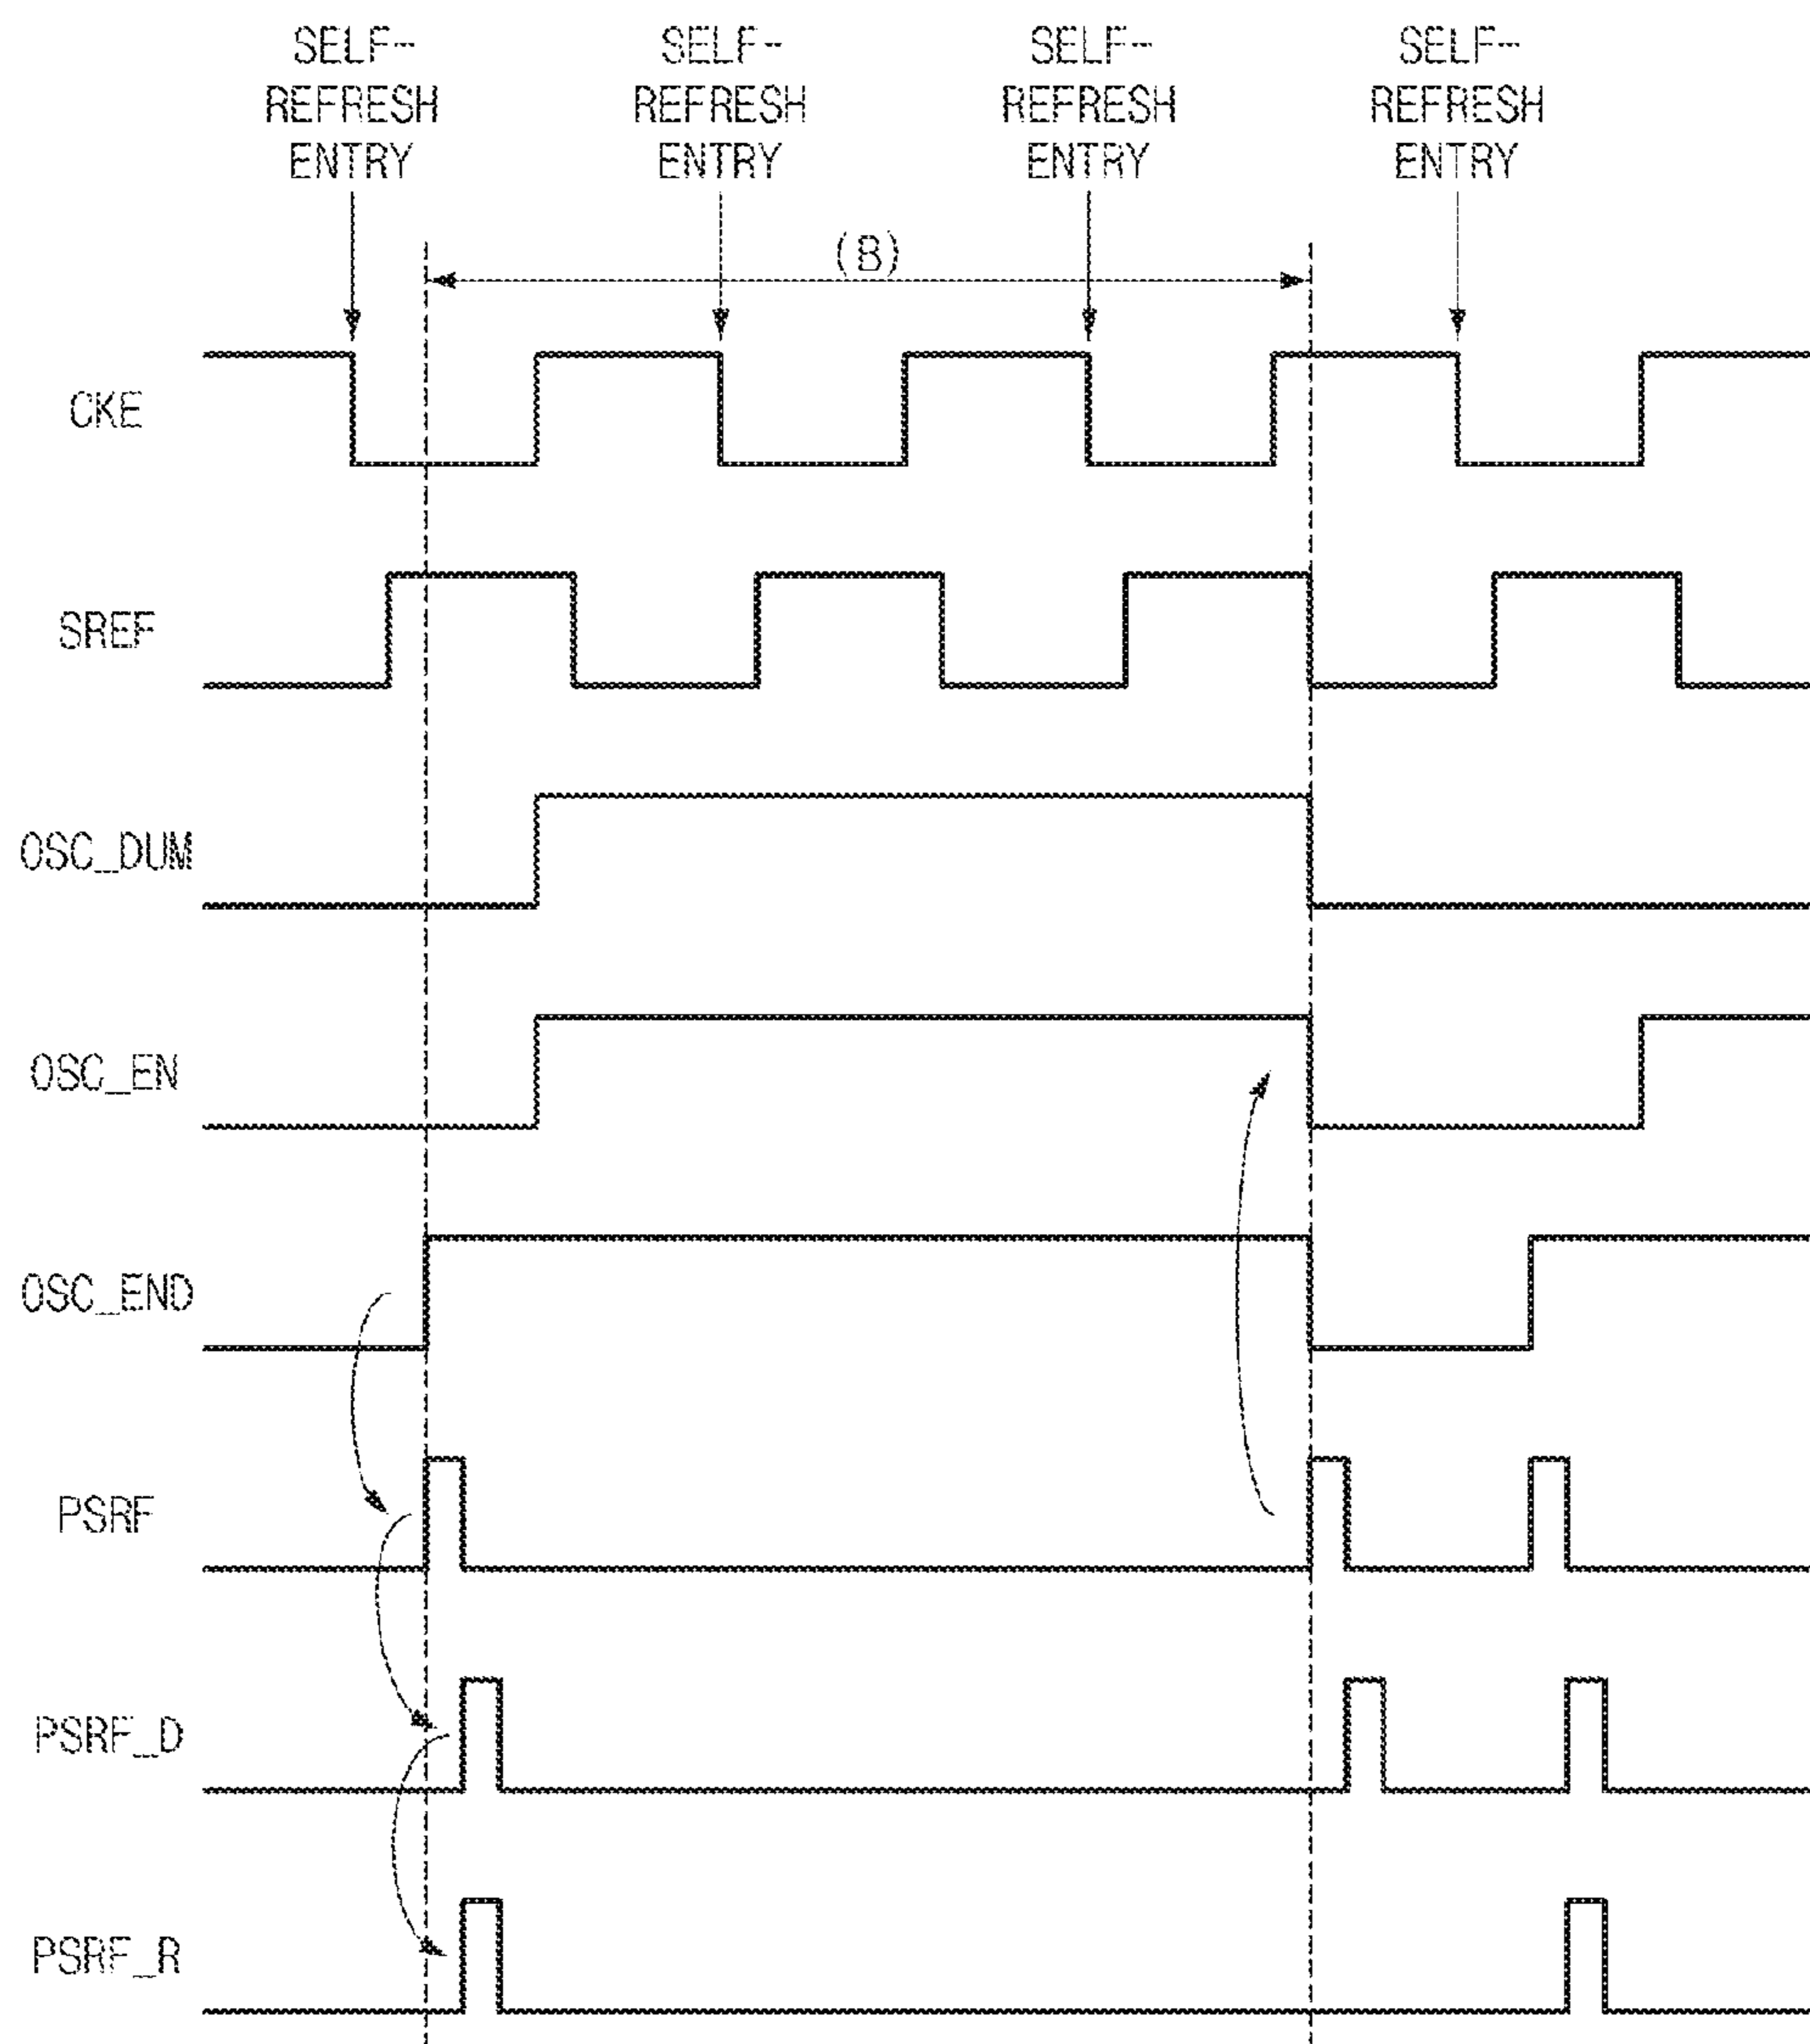 SELF-
REFRESH
ENTRY
SELF-
REFRESH
ENTRY
SELF-
REFRESH
ENTRY
SELF-
REFRESH
ENTRY
(B)
CKE
SREF
OSC_DUM
OSC_EN
OSC_END
PSRF
PSRF_D
PSRF_R